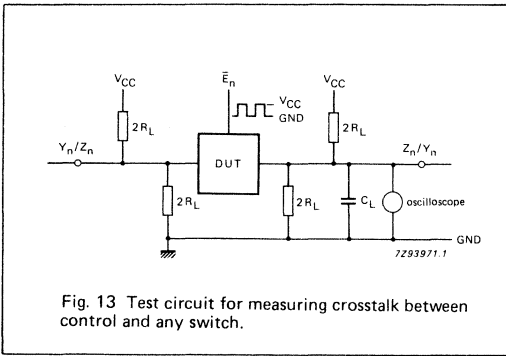 V_CC
Ē_n
V_CC
V_CC
GND
2R_L
2R_L
Y_n/Z_n
DUT
Z_n/Y_n
2R_L
2R_L
C_L
oscilloscope
GND
7Z93971.1
Fig. 13 Test circuit for measuring crosstalk between
control and any switch.